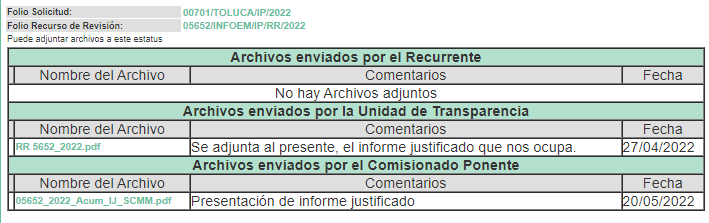 Folio Solicitud: 00701/TOLUCA/IP/2022
Folio Recurso de Revisión: 05652/INFOEM/IP/RR/2022
Puede adjuntar archivos a este estatus
Archivos enviados por el Recurrente
Nombre del Archivo Comentarios Fecha
No hay Archivos adjuntos
Archivos enviados por la Unidad de Transparencia
Nombre del Archivo Comentarios Fecha
RR 5652_2022.pdf Se adjunta al presente, el informe justificado que nos ocupa. 27/04/2022
Archivos enviados por el Comisionado Ponente
Nombre del Archivo Comentarios Fecha
05652_2022_Acum_IJ_SCMM.pdf Presentación de informe justificado 20/05/2022